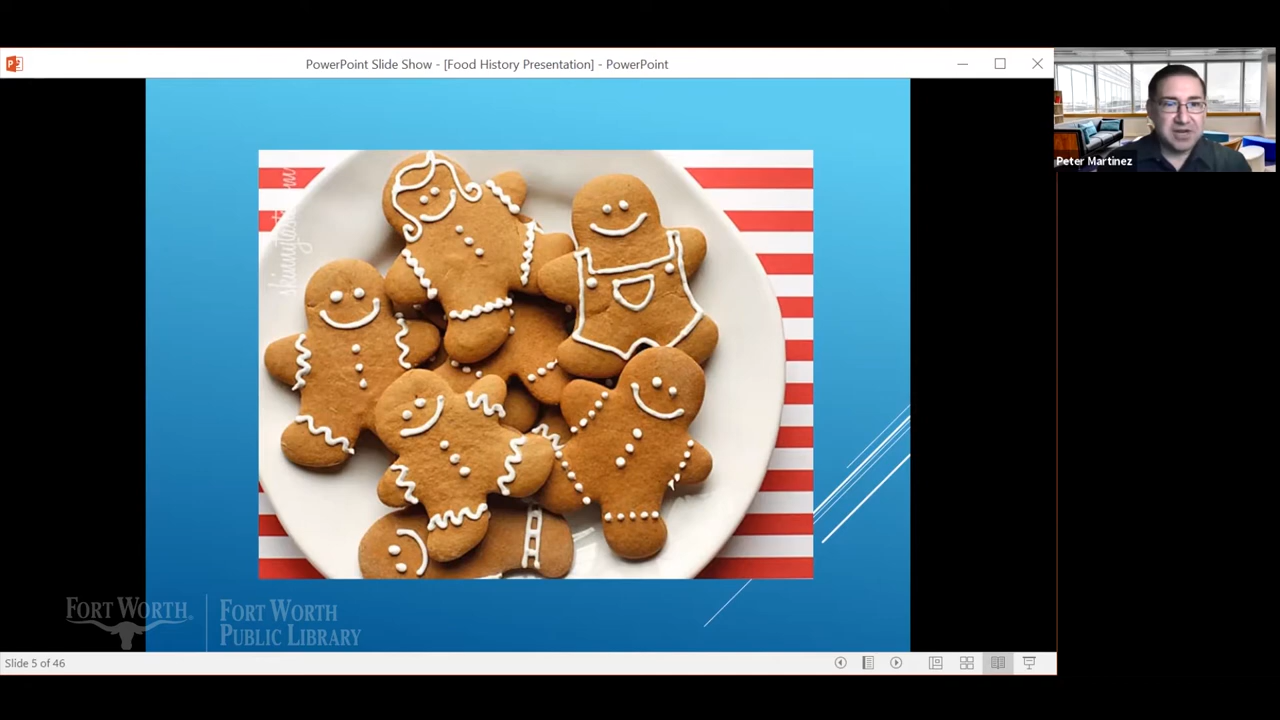 PowerPoint Slide Show - [Food History Presentation] - PowerPoint
Peter Martinez
FORT WORTH®
FORT WORTH
PUBLIC LIBRARY
Slide 5 of 46